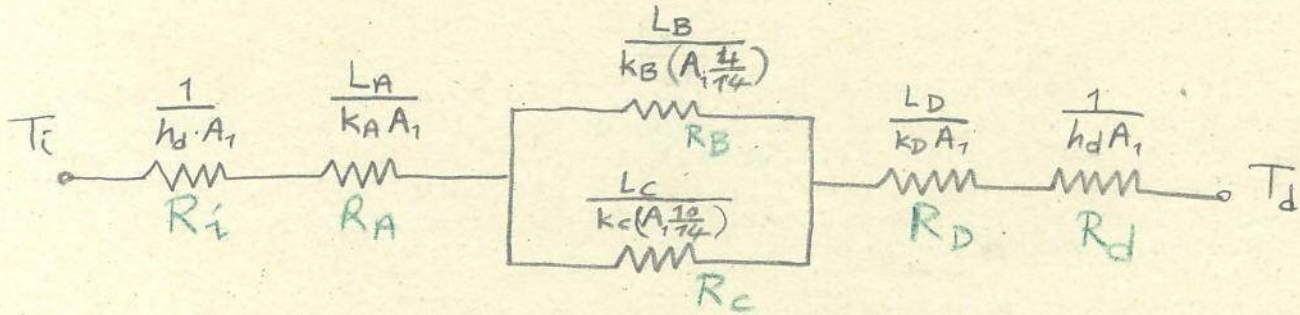 L_B
k_B (A_1 4/14)
1
h_d · A_1
L_A
k_A A_1
L_D
k_D A_1
1
h_d A_1
T_i
R_B
T_d
L_C
k_C (A_1 10/14)
R_i
R_A
R_D
R_d
R_C